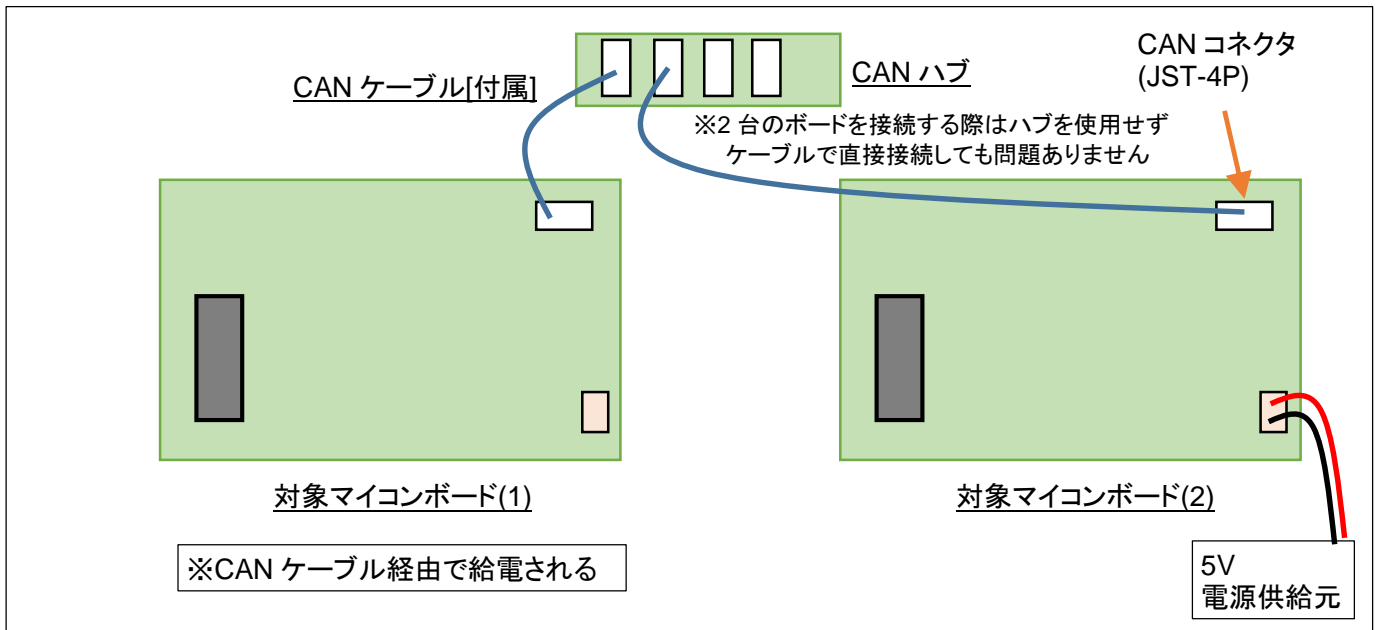 CAN コネクタ
(JST-4P)
CAN ケーブル[付属]
CAN ハブ
※2 台のボードを接続する際はハブを使用せず
ケーブルで直接接続しても問題ありません
対象マイコンボード(1)
対象マイコンボード(2)
※CAN ケーブル経由で給電される
5V
電源供給元